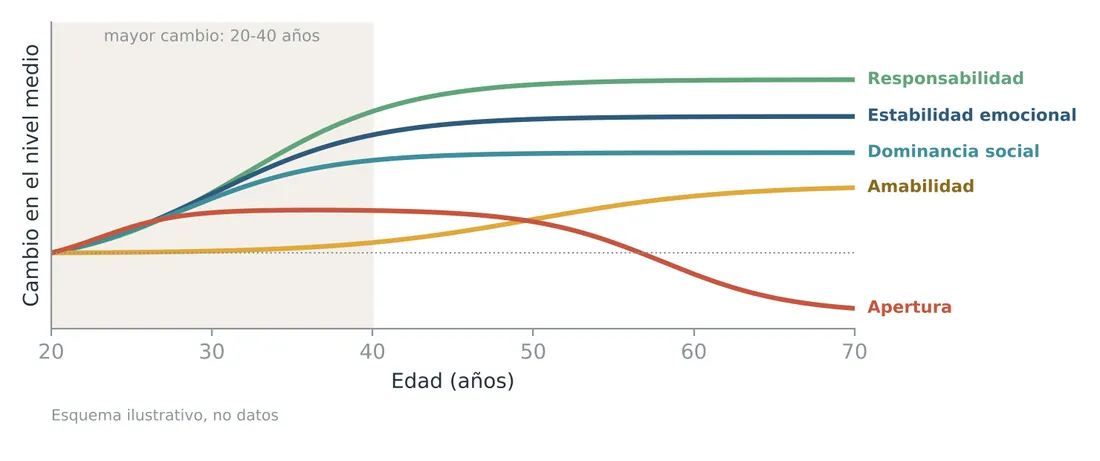 mayor cambio: 20-40 años
Cambio en el nivel medio
Responsabilidad
Estabilidad emocional
Dominancia social
Amabilidad
Apertura
20 30 40 50 60 70
Edad (años)
Esquema ilustrativo, no datos